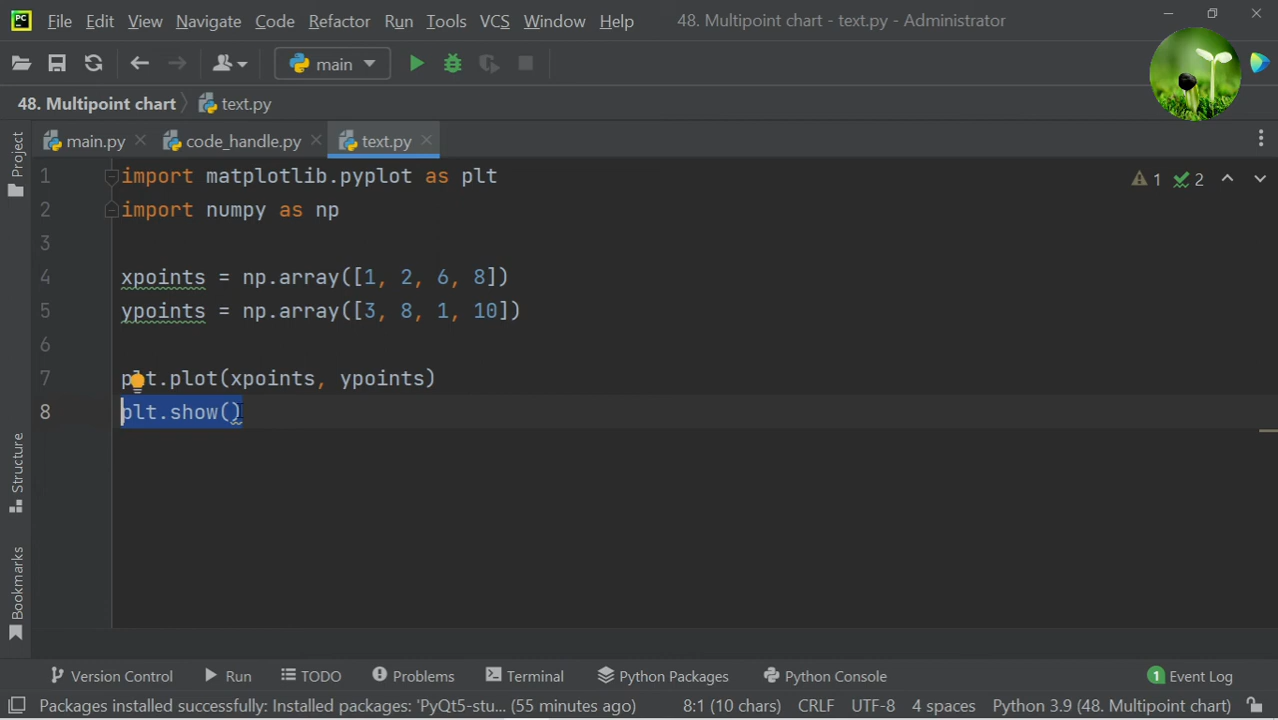 PC File Edit View Navigate Code Refactor Run Tools VCS Window Help 48. Multipoint chart - text.py - Administrator
main
48. Multipoint chart text.py
main.py code_handle.py text.py
Project
1 import matplotlib.pyplot as plt
1 2
2 import numpy as np
3
4 xpoints = np.array([1, 2, 6, 8])
5 ypoints = np.array([3, 8, 1, 10])
6
7 plt.plot(xpoints, ypoints)
8 plt.show()
Structure
Bookmarks
Version Control Run TODO Problems Terminal Python Packages Python Console 1 Event Log
Packages installed successfully: Installed packages: 'PyQt5-stu... (55 minutes ago) 8:1 (10 chars) CRLF UTF-8 4 spaces Python 3.9 (48. Multipoint chart)